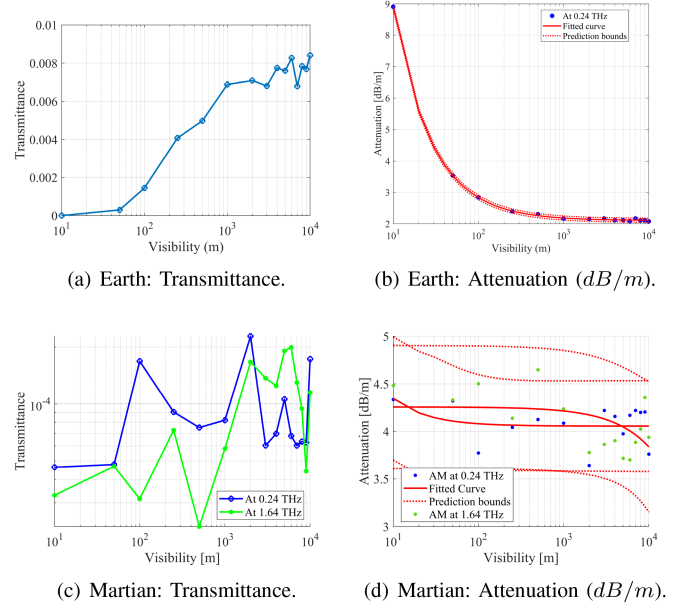 0.01
0.008
0.006
0.004
0.002
0
Transmittance
10^1
10^2
10^3
10^4
Visibility (m)
(a) Earth: Transmittance.
9
8
7
6
5
4
3
2
Attenuation [dB/m]
At 0.24 THz
Fitted curve
Prediction bounds
10^1
10^2
10^3
10^4
Visibility (m)
(b) Earth: Attenuation (dB/m).
10^-4
Transmittance
At 0.24 THz
At 1.64 THz
10^1
10^2
10^3
10^4
Visibility [m]
(c) Martian: Transmittance.
5
4.5
4
3.5
3
Attenuation [dB/m]
AM at 0.24 THz
Fitted Curve
Prediction bounds
AM at 1.64 THz
10^1
10^2
10^3
10^4
Visibility [m]
(d) Martian: Attenuation (dB/m).